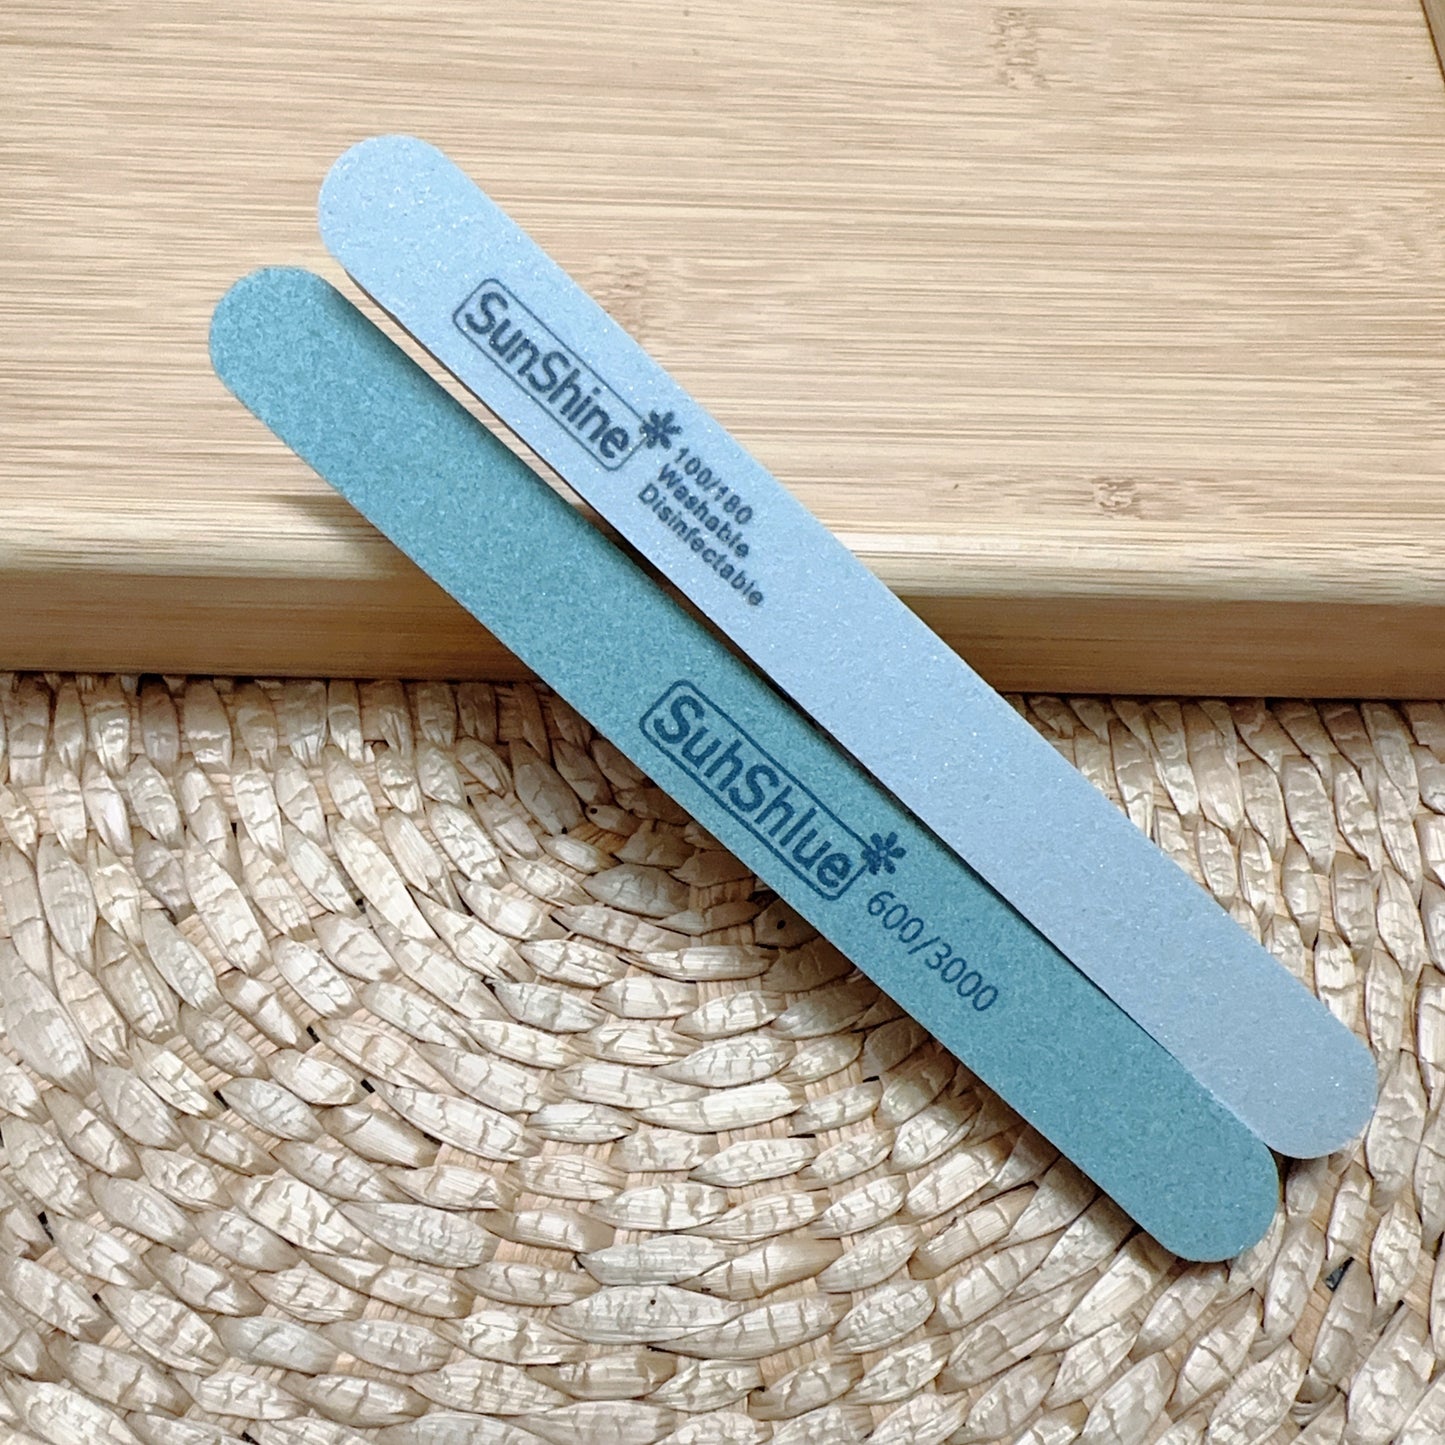 SunShine
100/180
Washable
Disinfectable
SuhShlue
600/3000